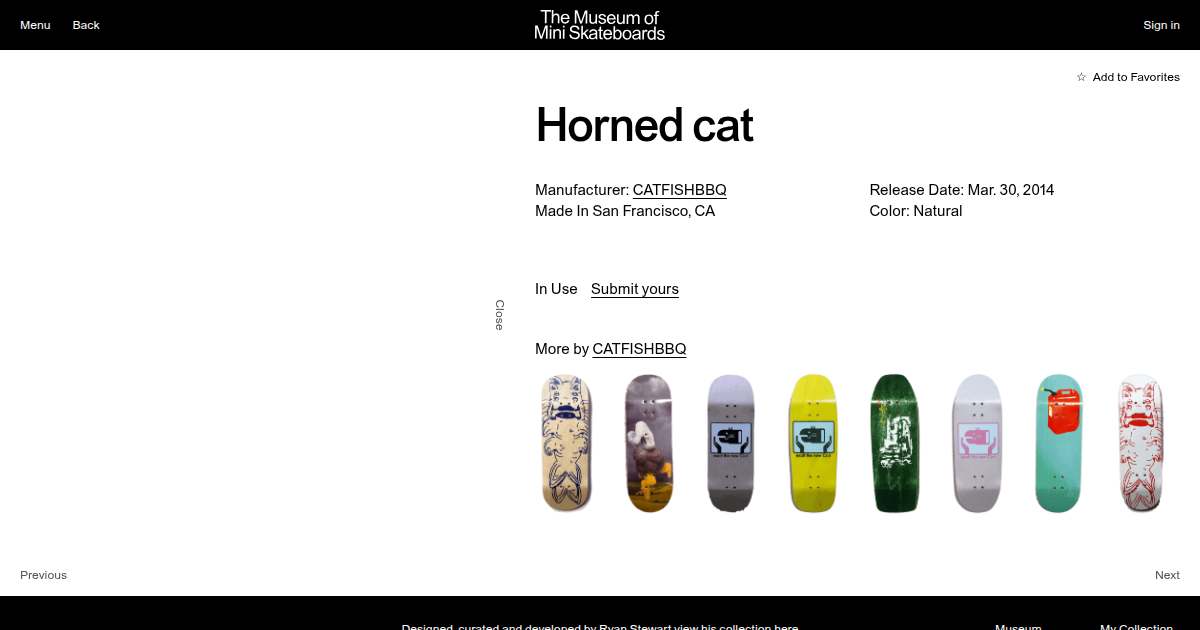 Menu
Back
The Museum of
Mini Skateboards
Sign in
☆ Add to Favorites
Horned cat
Manufacturer: CATFISHBBQ
Made In San Francisco, CA
Release Date: Mar. 30, 2014
Color: Natural
In Use
Submit yours
Close
More by CATFISHBBQ
Previous
Next
Designed, curated and developed by Ryan Stewart view his collection here
Museum
My Collection